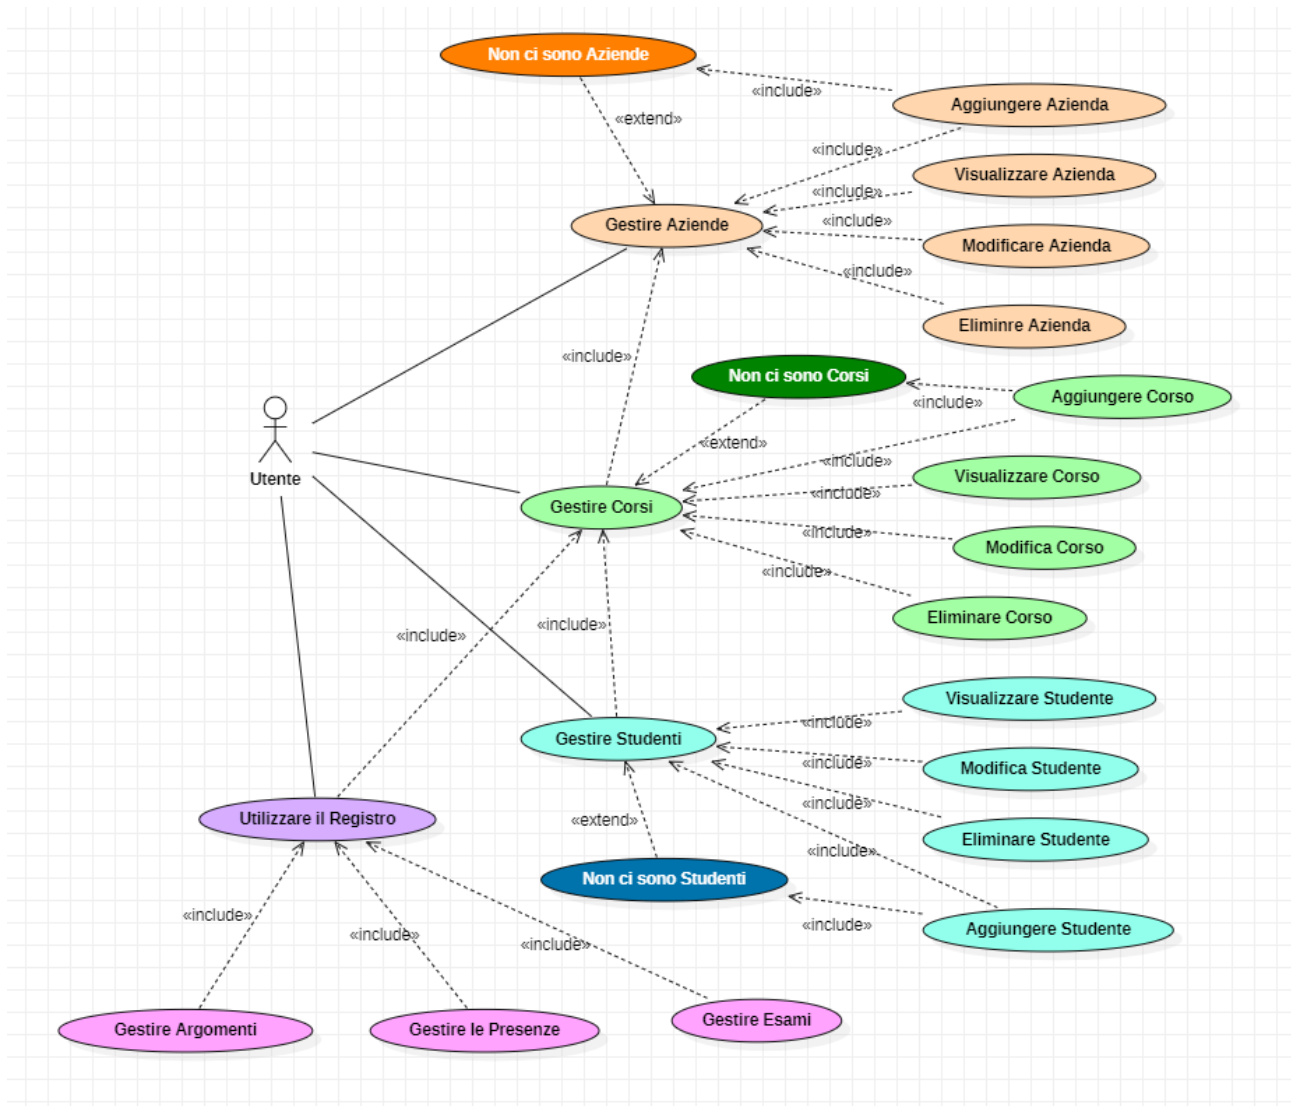 Non ci sono Aziende
«include»
Aggiungere Azienda
«extend»
«include»
Visualizzare Azienda
«include»
Gestire Aziende
«include»
Modificare Azienda
«include»
Eliminre Azienda
«include»
Non ci sono Corsi
Aggiungere Corso
«include»
«extend»
«include»
Utente
Visualizzare Corso
«include»
Gestire Corsi
«include»
Modifica Corso
«include»
Eliminare Corso
«include»
«include»
Visualizzare Studente
«include»
Gestire Studenti
«include»
Modifica Studente
«include»
Utilizzare il Registro
«extend»
Eliminare Studente
«include»
Non ci sono Studenti
«include»
«include»
Aggiungere Studente
«include»
«include»
Gestire Argomenti
Gestire le Presenze
Gestire Esami